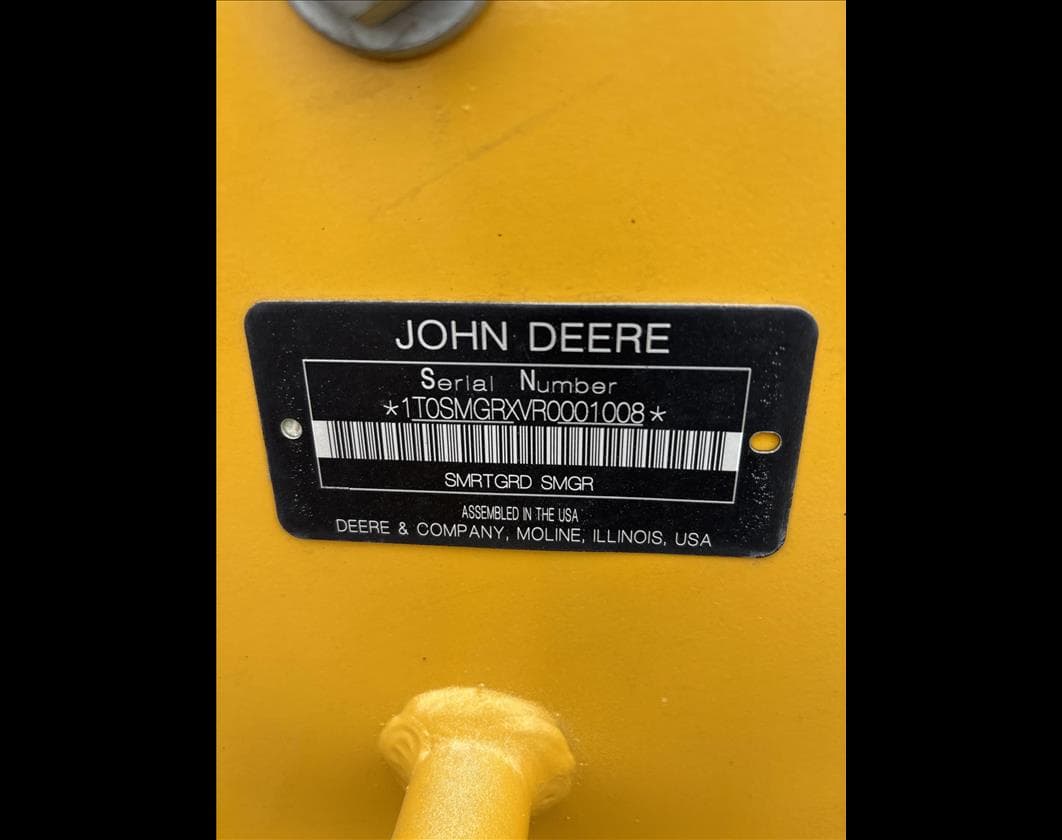 JOHN DEERE
Serial Number
*1T0SMGRXVR0001008*
SMRTGRD SMGR
ASSEMBLED IN THE USA
DEERE & COMPANY, MOLINE, ILLINOIS, USA